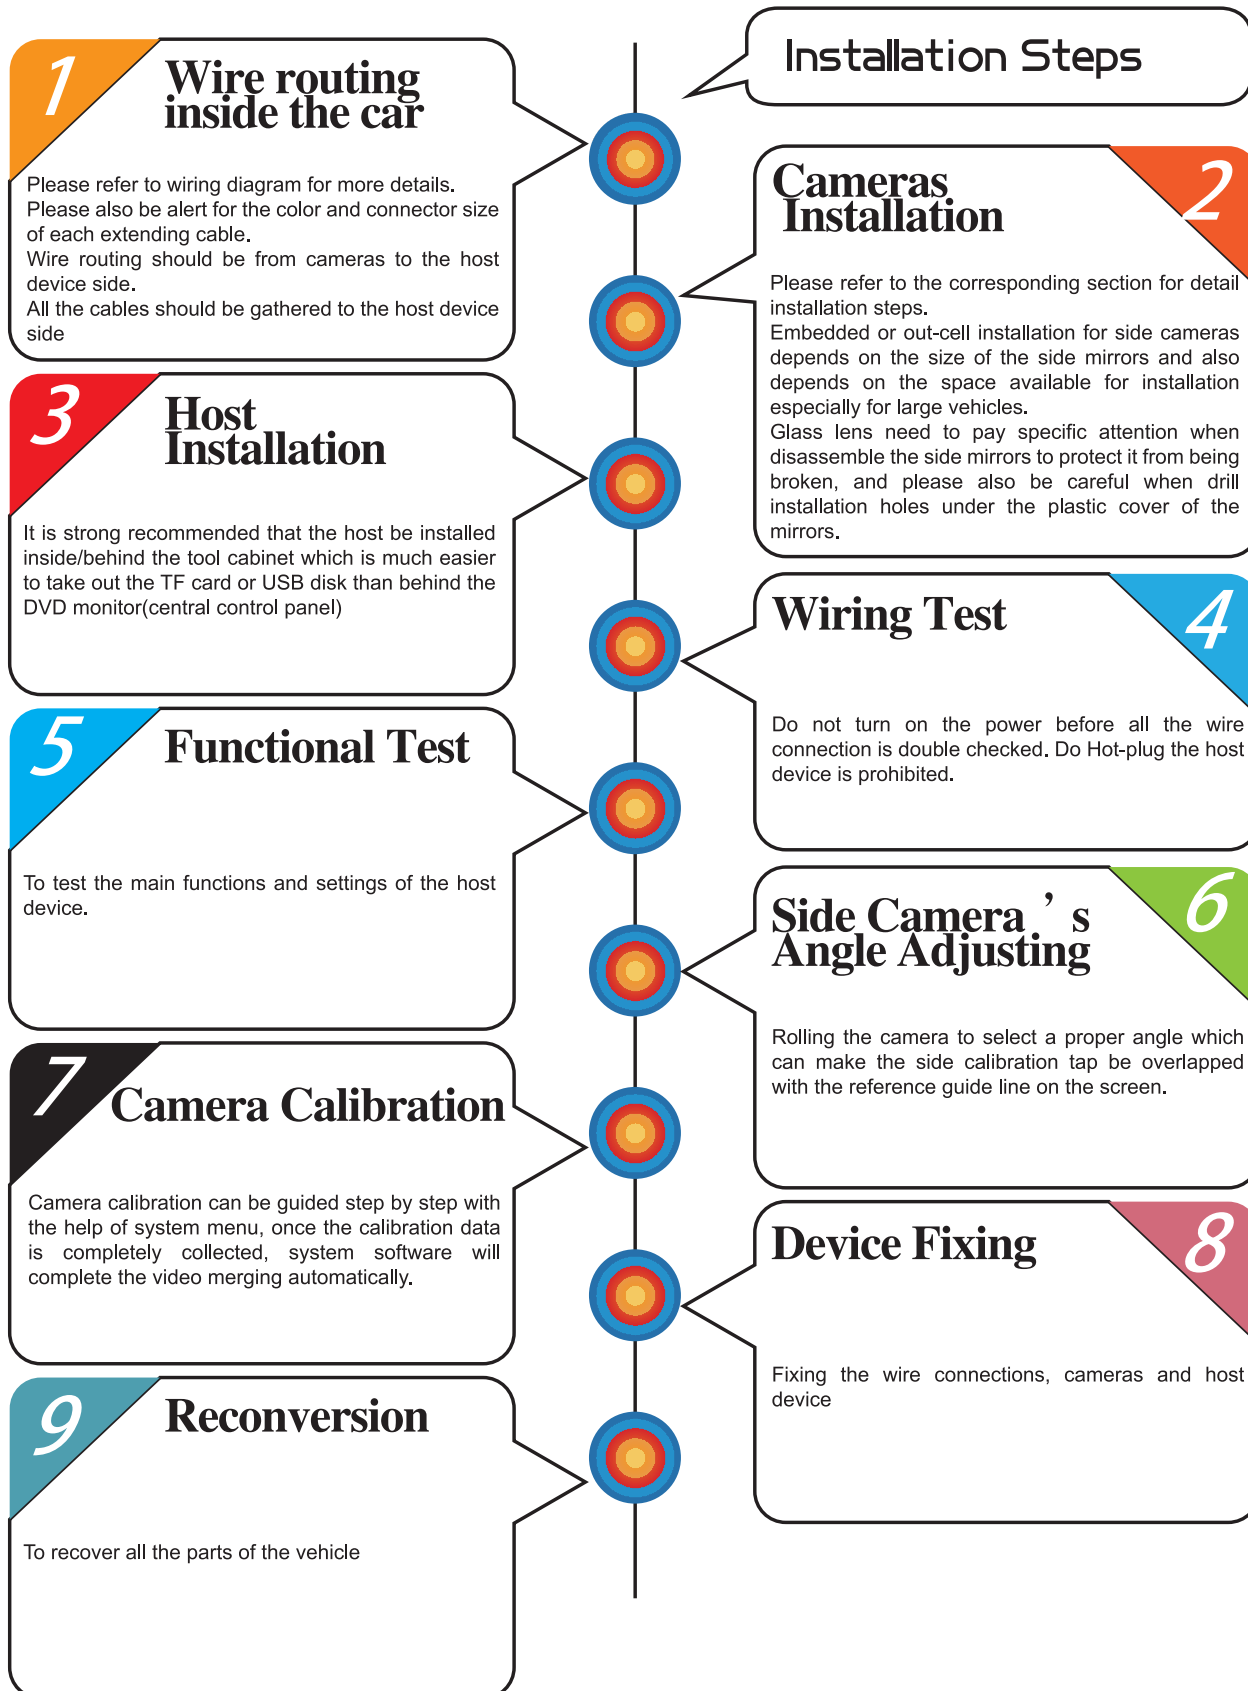 Installation Steps
1
Wire routing
inside the car
Please refer to wiring diagram for more details.
Please also be alert for the color and connector size
of each extending cable.
Wire routing should be from cameras to the host
device side.
All the cables should be gathered to the host device
side
2
Cameras
Installation
Please refer to the corresponding section for detail
installation steps.
Embedded or out-cell installation for side cameras
depends on the size of the side mirrors and also
depends on the space available for installation
especially for large vehicles.
Glass lens need to pay specific attention when
disassemble the side mirrors to protect it from being
broken, and please also be careful when drill
installation holes under the plastic cover of the
mirrors.
3
Host
Installation
It is strong recommended that the host be installed
inside/behind the tool cabinet which is much easier
to take out the TF card or USB disk than behind the
DVD monitor(central control panel)
4
Wiring Test
Do not turn on the power before all the wire
connection is double checked. Do Hot-plug the host
device is prohibited.
5
Functional Test
To test the main functions and settings of the host
device.
6
Side Camera ’ s
Angle Adjusting
Rolling the camera to select a proper angle which
can make the side calibration tap be overlapped
with the reference guide line on the screen.
7
Camera Calibration
Camera calibration can be guided step by step with
the help of system menu, once the calibration data
is completely collected, system software will
complete the video merging automatically.
8
Device Fixing
Fixing the wire connections, cameras and host
device
9
Reconversion
To recover all the parts of the vehicle